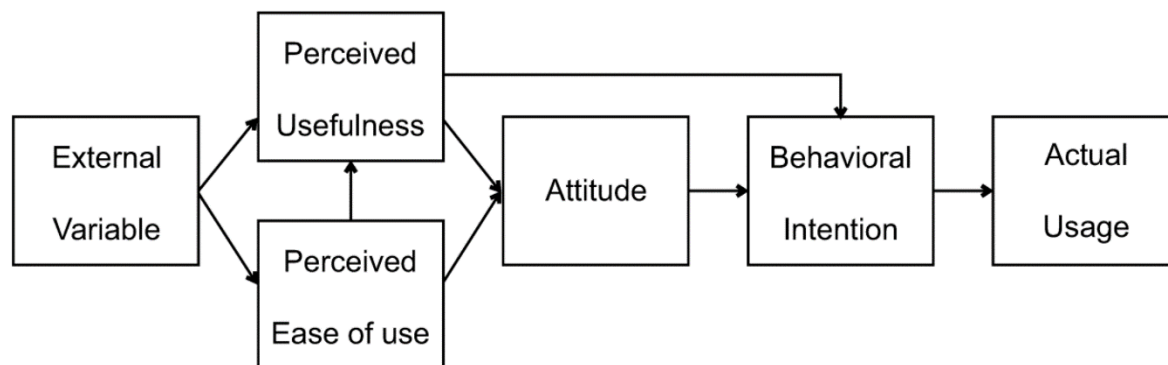 Perceived
Usefulness
External
Variable
Perceived
Ease of use
Attitude
Behavioral
Intention
Actual
Usage